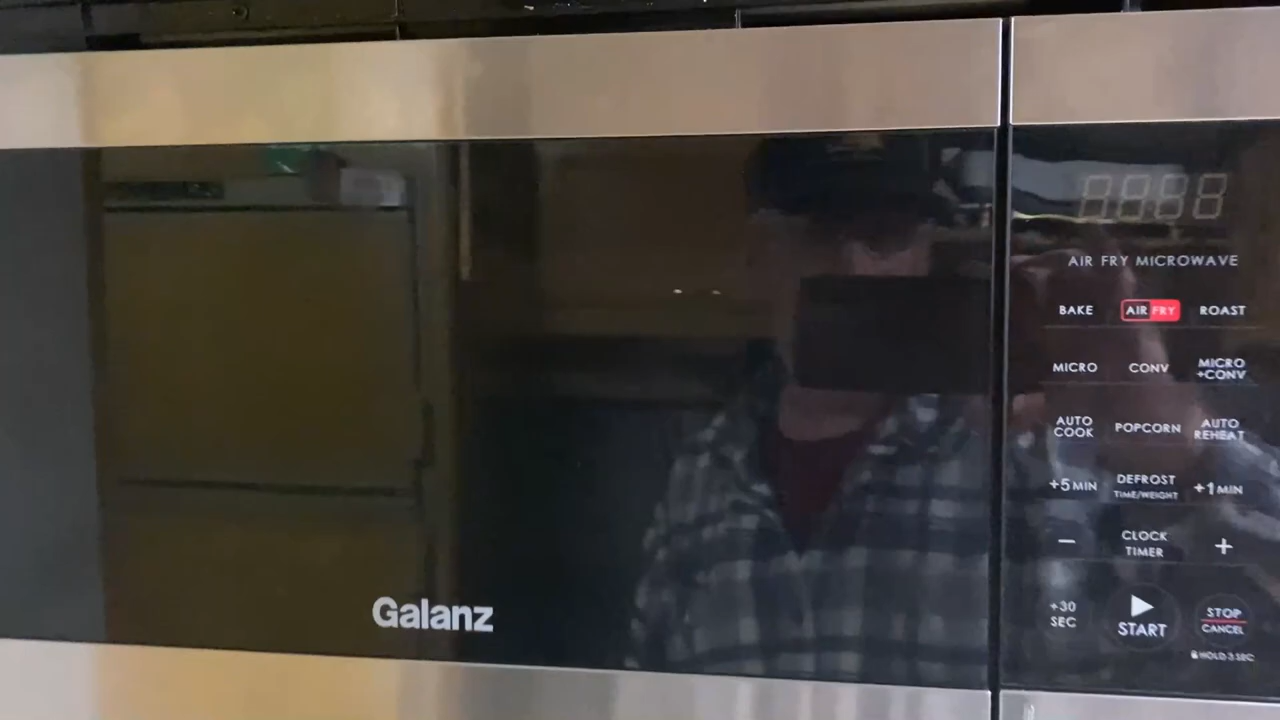 8888
AIR FRY MICROWAVE
BAKE AIR FRY ROAST
MICRO CONV MICRO
+CONV
AUTO
COOK POPCORN AUTO
REHEAT
+5 MIN DEFROST
TIME/WEIGHT +1 MIN
− CLOCK
TIMER +
+30
SEC START STOP
CANCEL
HOLD 3 SEC
Galanz